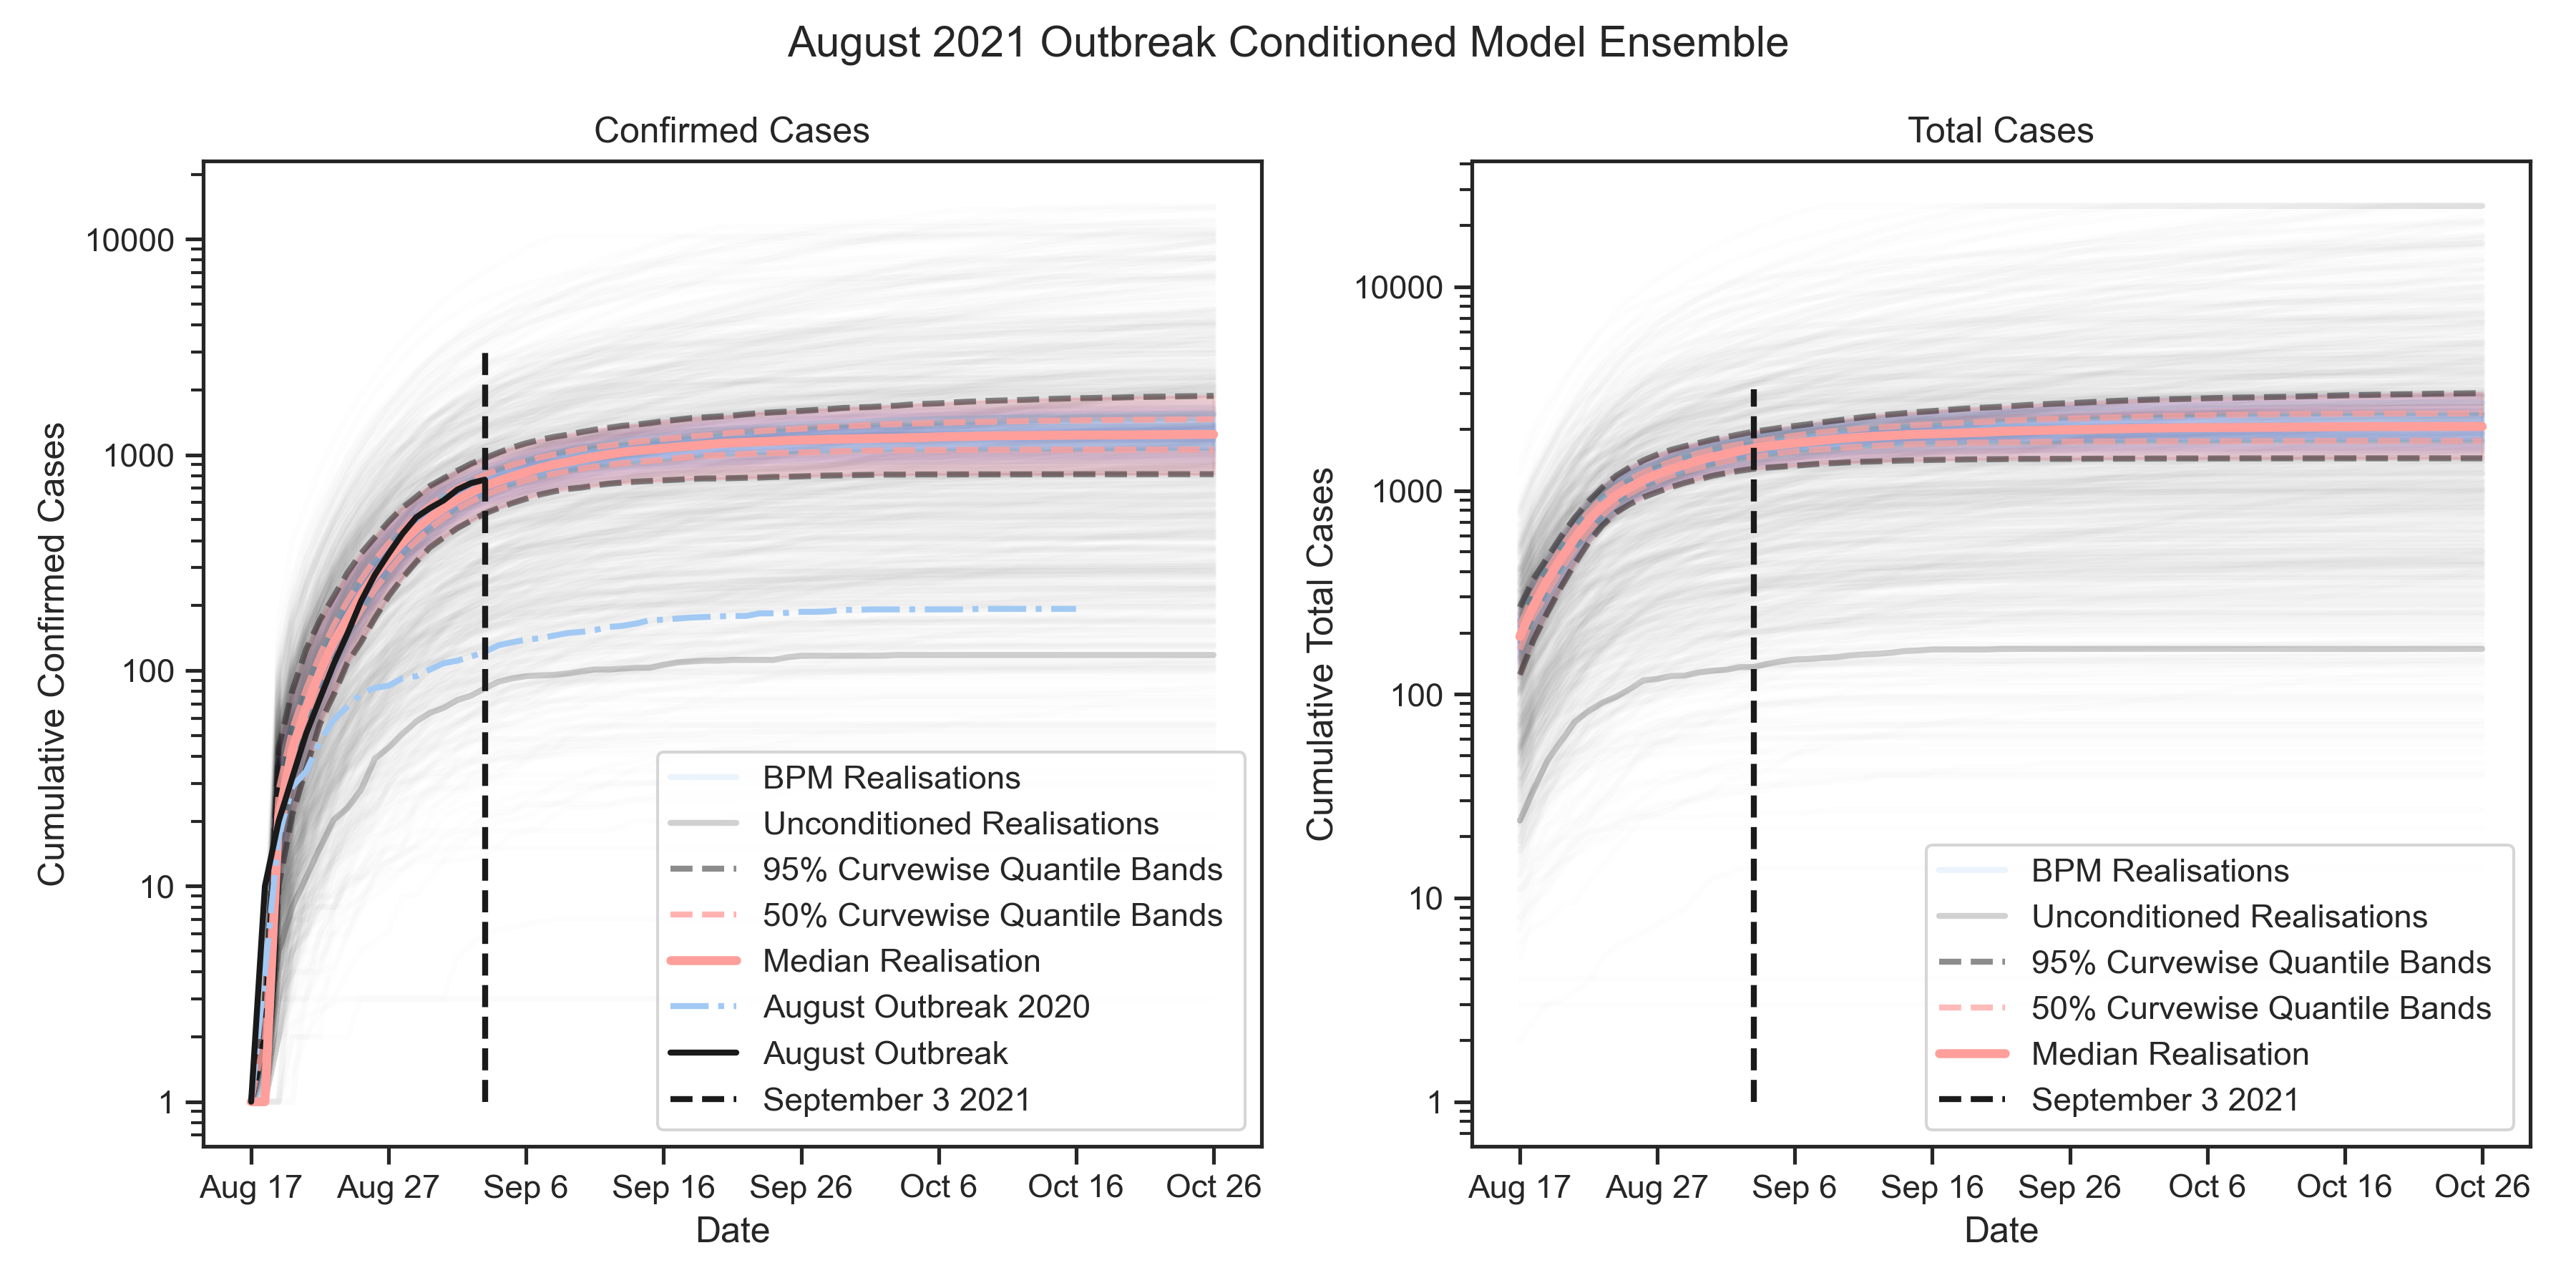 August 2021 Outbreak Conditioned Model Ensemble
Confirmed Cases
Cumulative Confirmed Cases
10000
1000
100
10
1
Aug 17 Aug 27 Sep 6 Sep 16 Sep 26 Oct 6 Oct 16 Oct 26
Date
BPM Realisations
Unconditioned Realisations
95% Curvewise Quantile Bands
50% Curvewise Quantile Bands
Median Realisation
August Outbreak 2020
August Outbreak
September 3 2021
Total Cases
Cumulative Total Cases
10000
1000
100
10
1
Aug 17 Aug 27 Sep 6 Sep 16 Sep 26 Oct 6 Oct 16 Oct 26
Date
BPM Realisations
Unconditioned Realisations
95% Curvewise Quantile Bands
50% Curvewise Quantile Bands
Median Realisation
September 3 2021